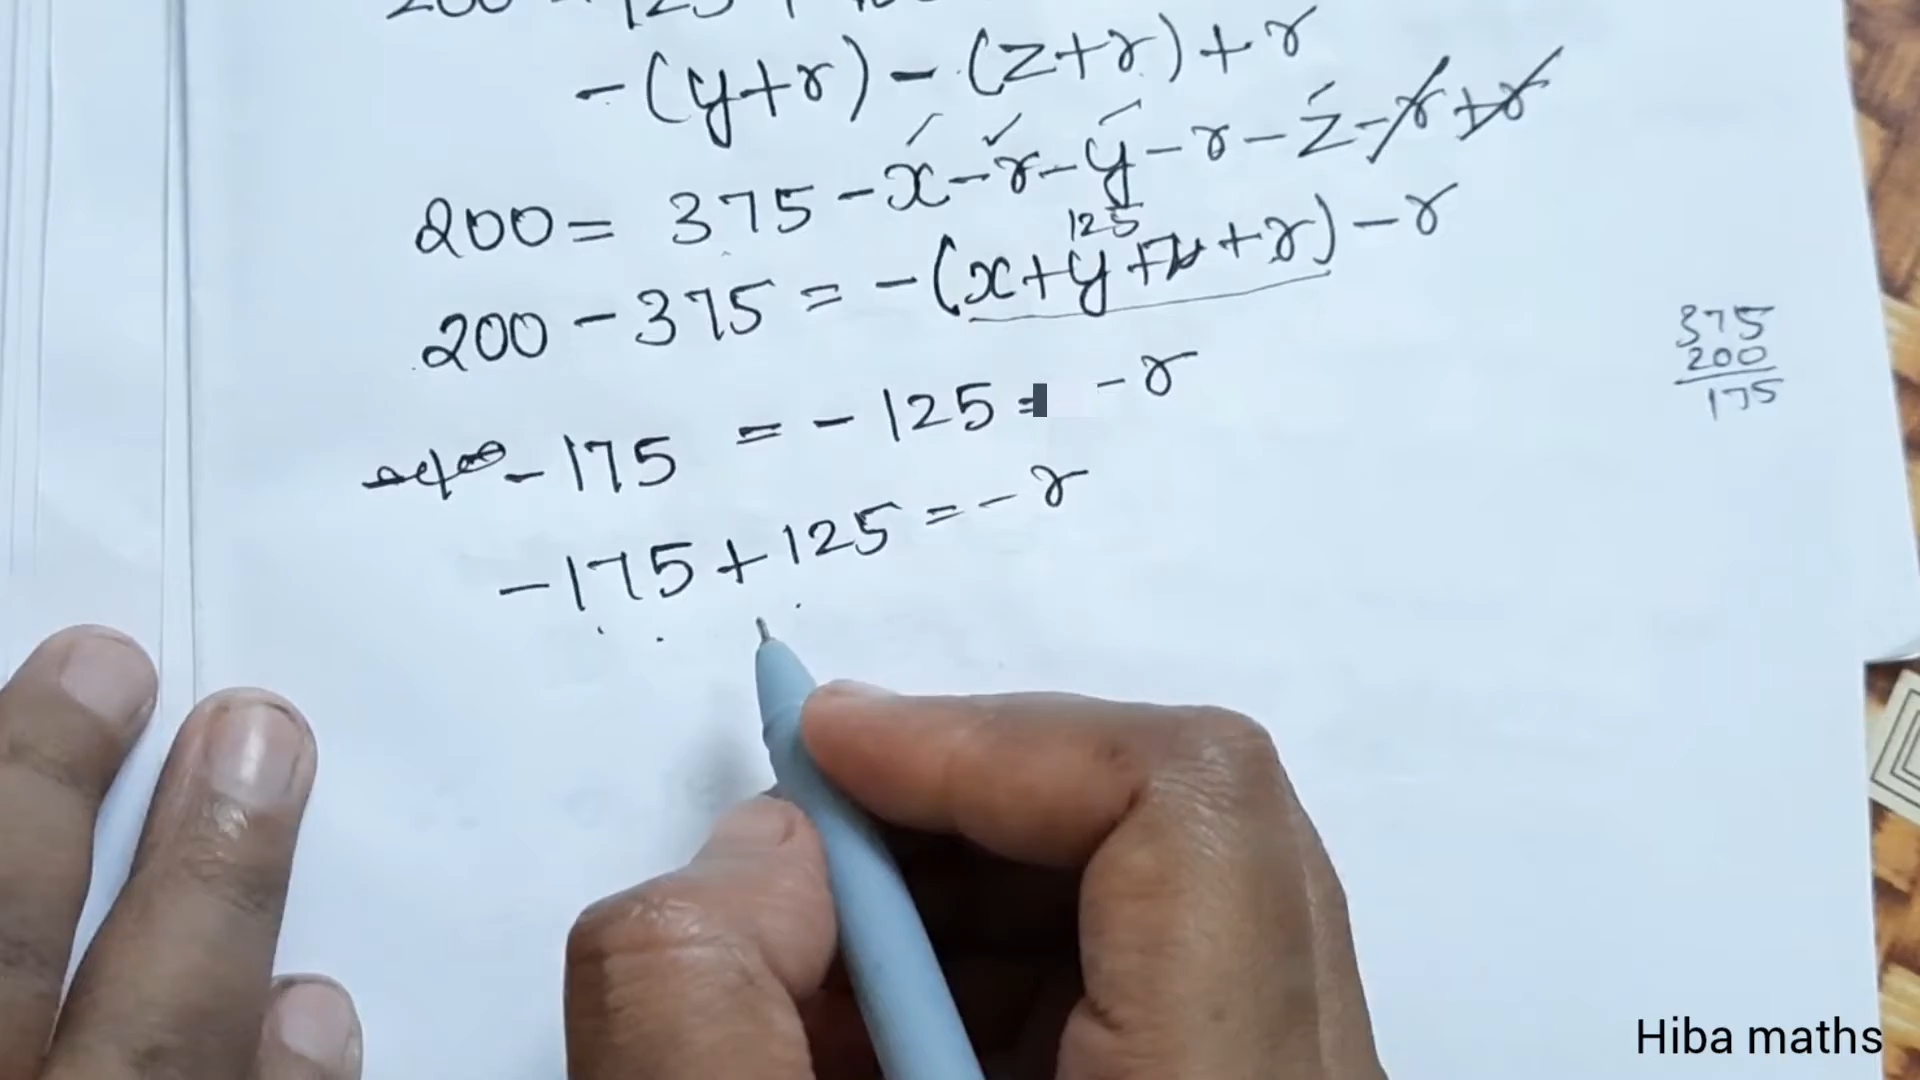 -(y+r) - (z+r) + r
200 = 375 - x - r - y - r - z - r + r
125
200 - 375 = -(x+y+z+r) - r
-175 = -125 = -r
-175 + 125 = -r
375
200
175
Hiba maths